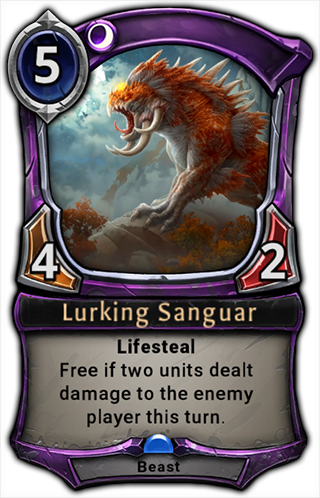 5
4
2
Lurking Sanguar
Lifesteal
Free if two units dealt
damage to the enemy
player this turn.
Beast